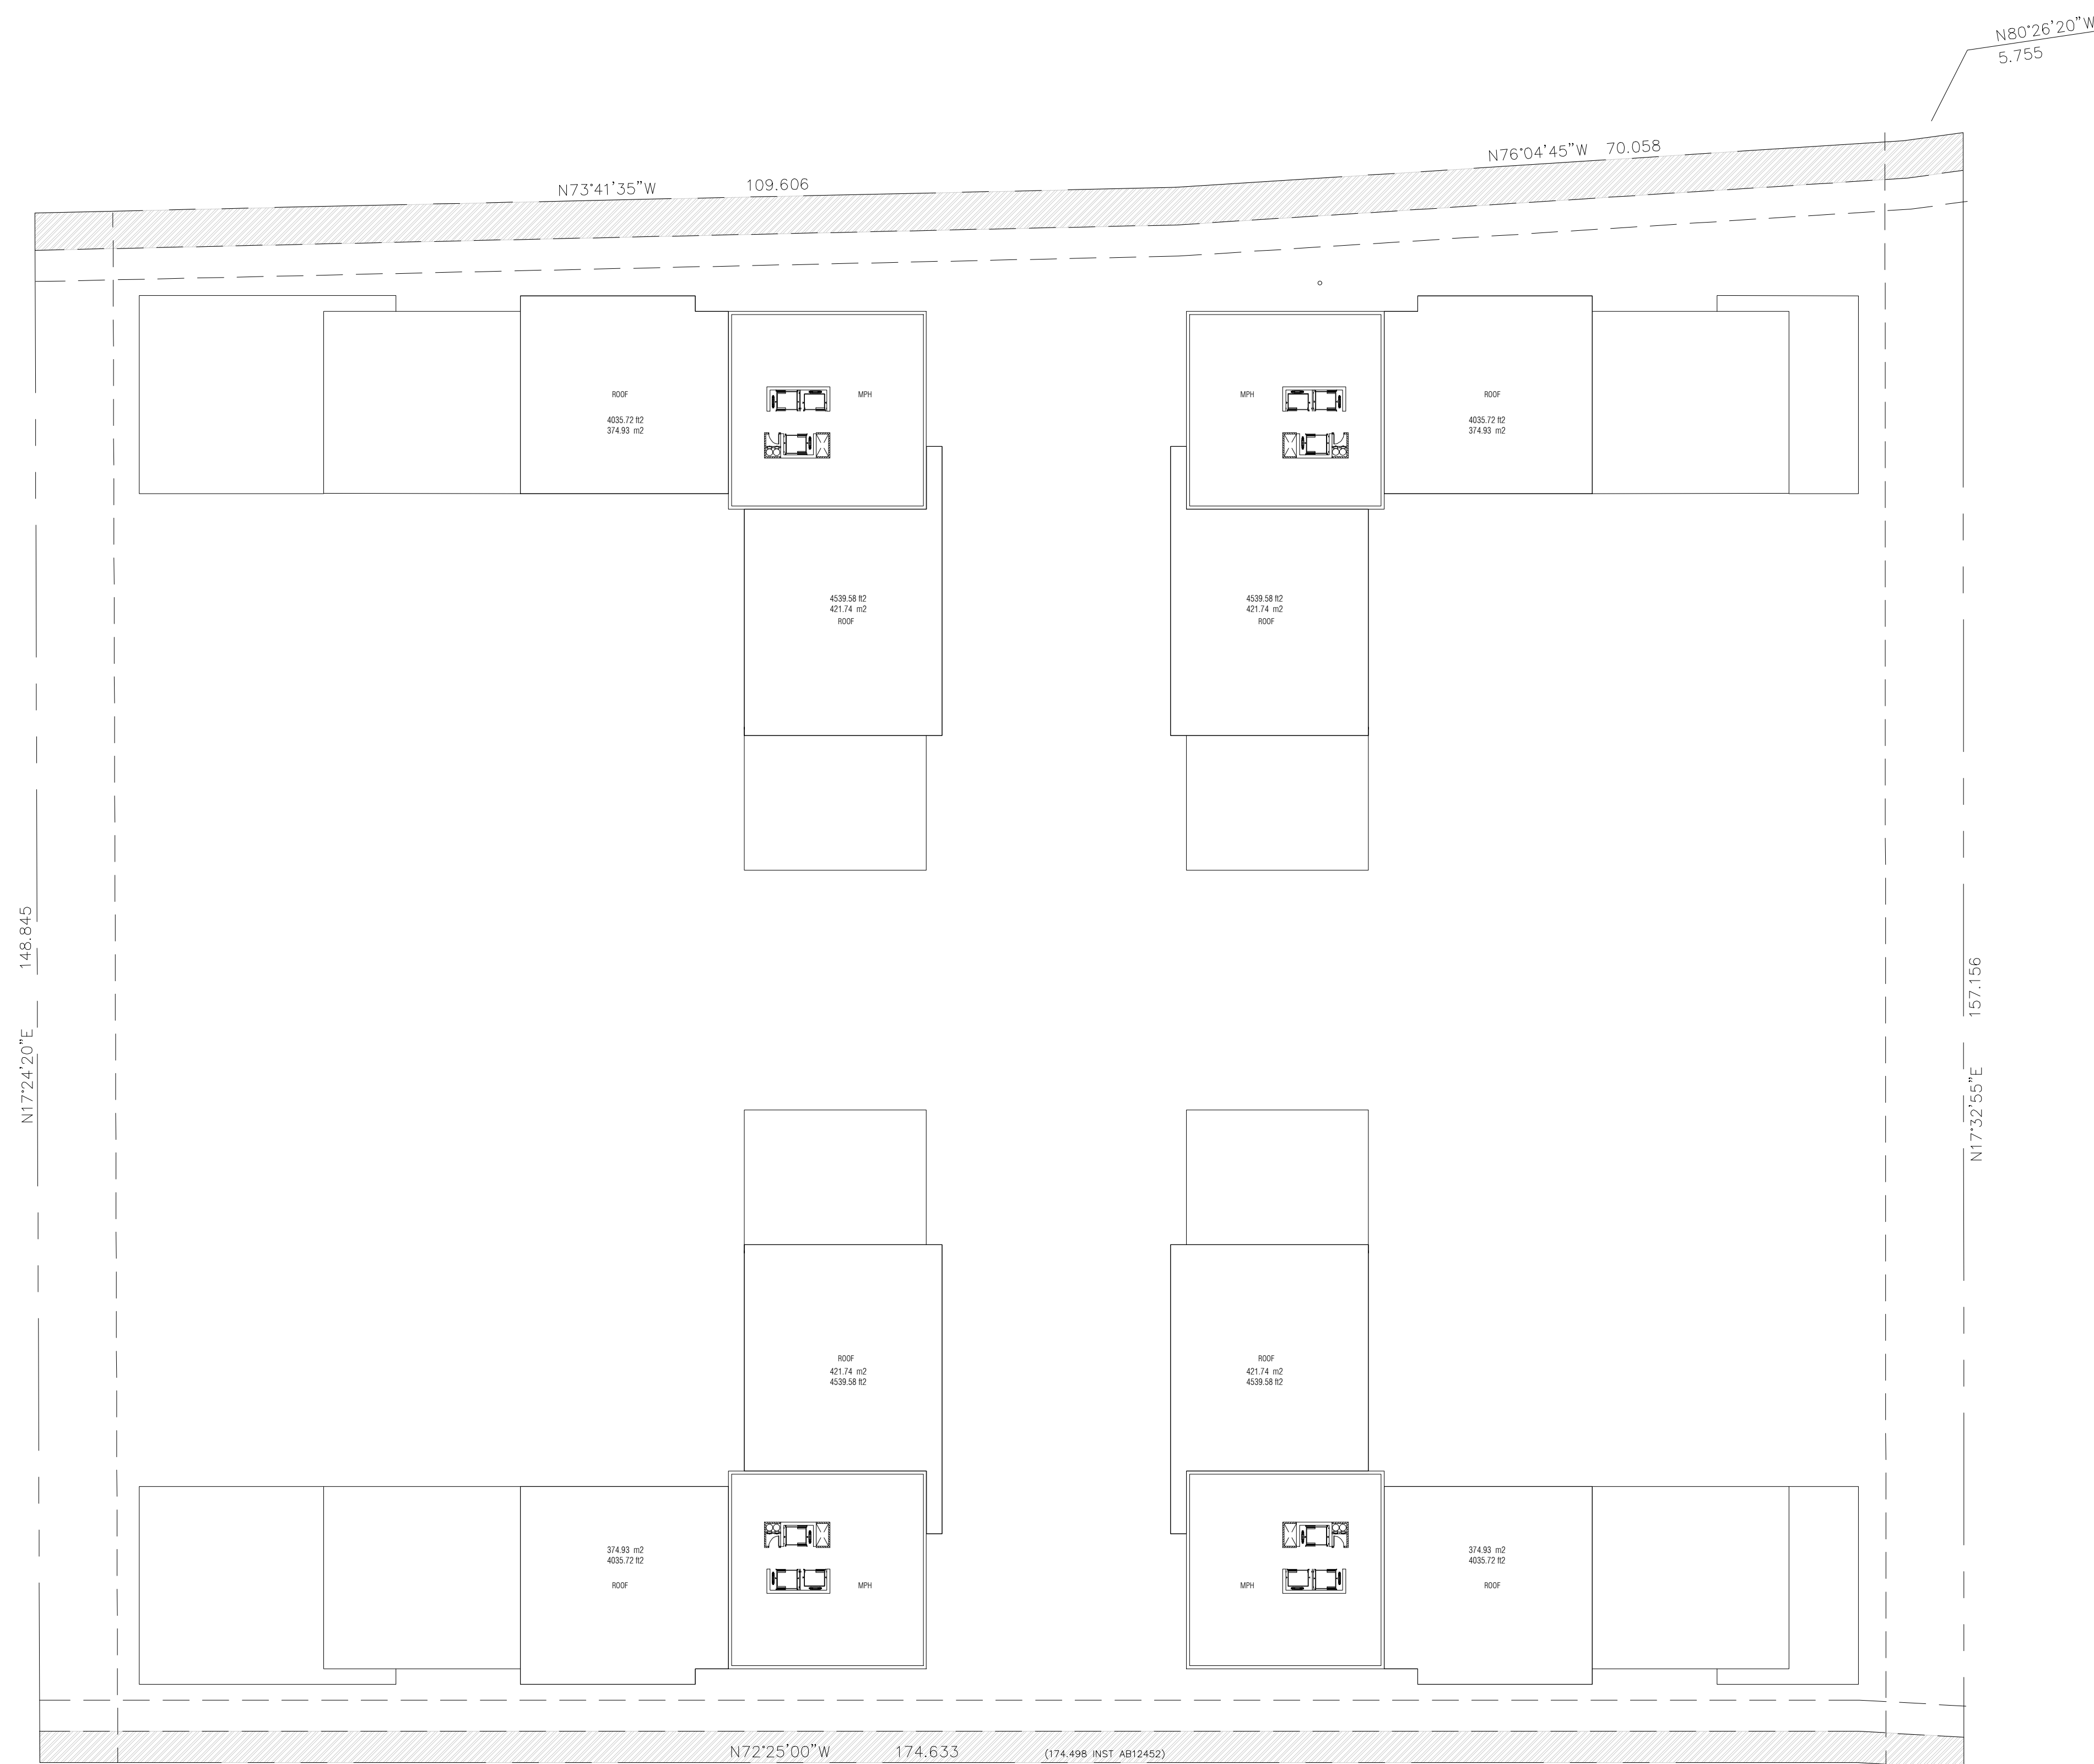 N80°26'20"W
5.755
N76°04'45"W 70.058
N73°41'35"W 109.606
ROOF
4035.72 ft2
374.93 m2
MPH
MPH
ROOF
4035.72 ft2
374.93 m2
4539.58 ft2
421.74 m2
ROOF
4539.58 ft2
421.74 m2
ROOF
N17°24'20"E 148.845
N17°32'55"E 157.156
ROOF
421.74 m2
4539.58 ft2
ROOF
421.74 m2
4539.58 ft2
374.93 m2
4035.72 ft2
ROOF
MPH
MPH
374.93 m2
4035.72 ft2
ROOF
N72°25'00"W 174.633 (174.498 INST AB12452)